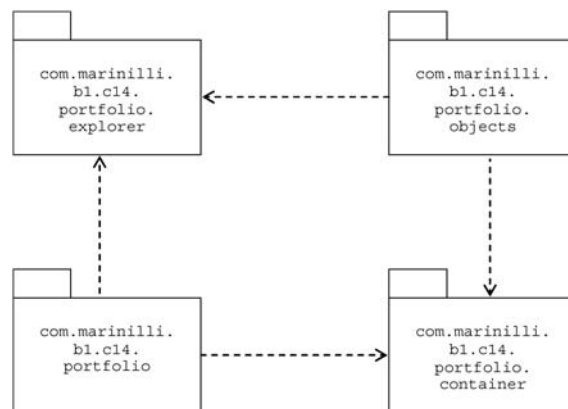 com.marinilli.
b1.c14.
portfolio.
explorer
com.marinilli.
b1.c14.
portfolio.
objects
com.marinilli.
b1.c14.
portfolio
com.marinilli.
b1.c14.
portfolio.
container